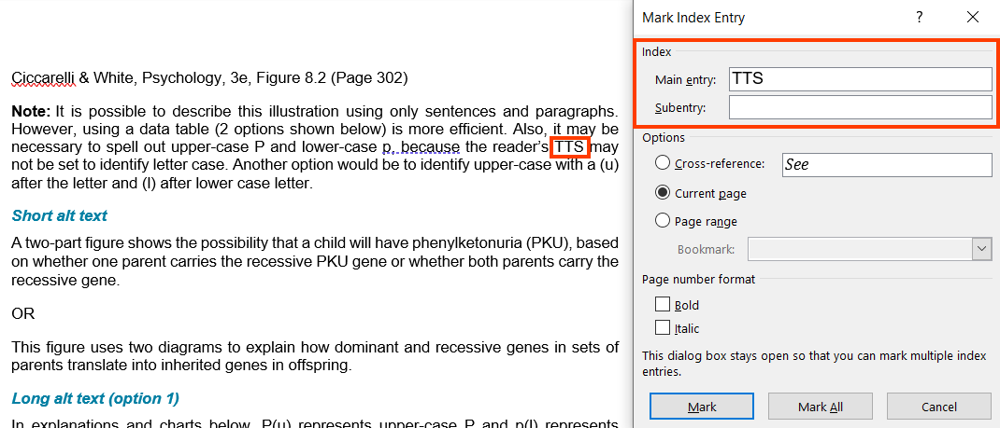 Ciccarelli & White, Psychology, 3e, Figure 8.2 (Page 302)
Note: It is possible to describe this illustration using only sentences and paragraphs.
However, using a data table (2 options shown below) is more efficient. Also, it may be
necessary to spell out upper-case P and lower-case p, because the reader's TTS may
not be set to identify letter case. Another option would be to identify upper-case with a (u)
after the letter and (l) after lower case letter.
Short alt text
A two-part figure shows the possibility that a child will have phenylketonuria (PKU), based
on whether one parent carries the recessive PKU gene or whether both parents carry the
recessive gene.
OR
This figure uses two diagrams to explain how dominant and recessive genes in sets of
parents translate into inherited genes in offspring.
Long alt text (option 1)
In explanations and charts below, P(u) represents upper-case P and p(l) represents
Mark Index Entry
? X
Index
Main entry: TTS
Subentry:
Options
Cross-reference: See
Current page
Page range
Bookmark:
Page number format
Bold
Italic
This dialog box stays open so that you can mark multiple index
entries.
Mark Mark All Cancel